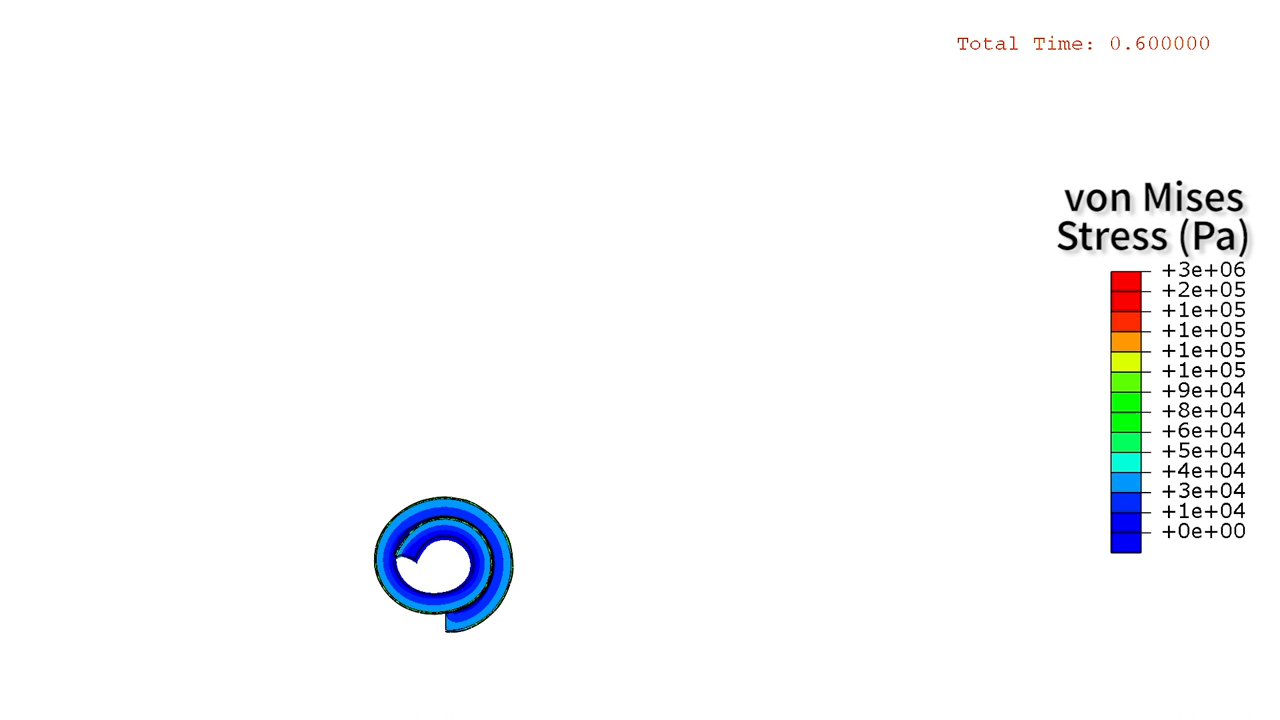 Total Time: 0.600000
von Mises
Stress (Pa)
+3e+06
+2e+05
+1e+05
+1e+05
+1e+05
+1e+05
+9e+04
+8e+04
+6e+04
+5e+04
+4e+04
+3e+04
+1e+04
+0e+00